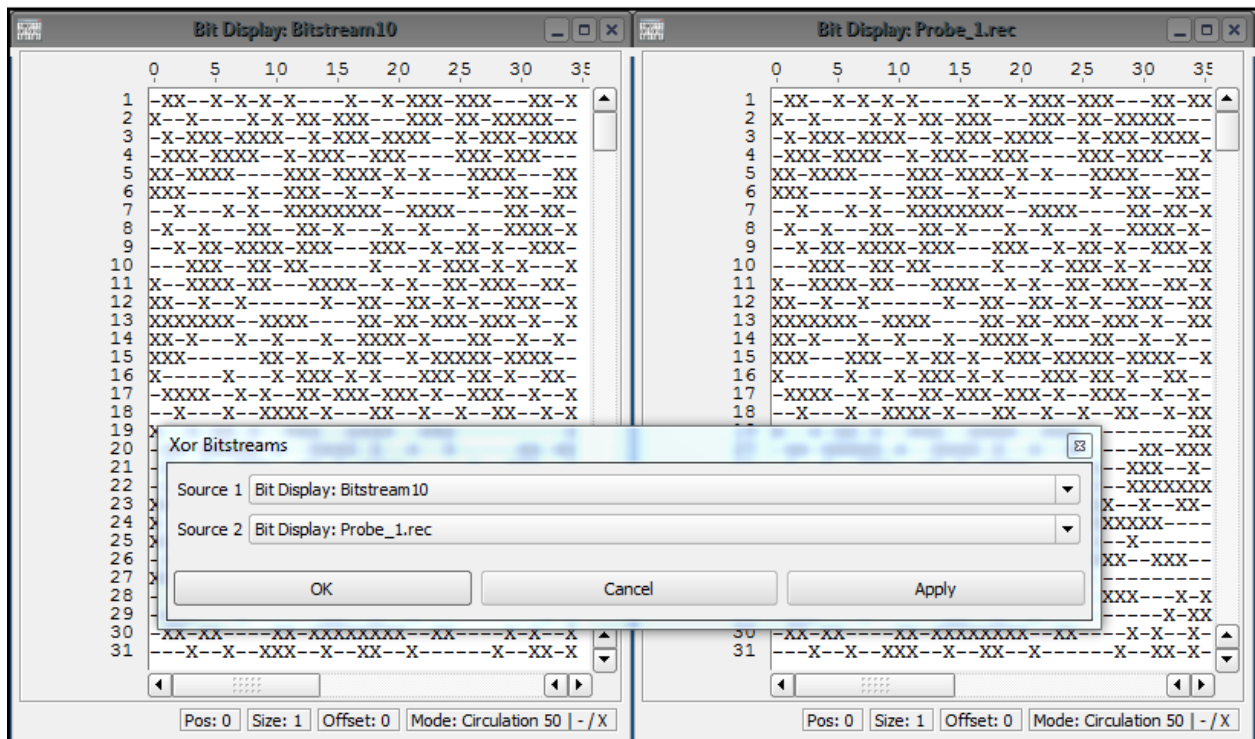 Bit Display: Bitstream10
0 5 10 15 20 25 30 35
1 -XX--X-X-X-X----X--X-XXX-XXX---XX-X
2 X--X----X-X-XX-XXX---XXX-XX-XXXXX--
3 -X-XXX-XXXX--X-XXX-XXXX--X-XXX-XXXX
4 -XXX-XXXX--X-XXX--XXX----XXX-XXX---
5 XX-XXXX----XXX-XXXX-X-X---XXXX---XX
6 XXX-----X--XXX--X-X-------X--XX--XX
7 --X---X-X--XXXXXXXX--XXXX----XX-XX-
8 -X--X---XX--X---X--X-X---X---XXXX-X
9 --X-XX-XXXX-XXX---XXX--X-XX-X--XXX-
10 ---XXX--XX-XX-----X---X-XXX-X-X---X
11 X--XXXX-XX----XXXX-X-X---XX-XX--XX-
12 XX--X--X------X--XX--XX-X-X--XXX--X
13 XXXXXXX--XXXX----XX-XX-XXX-XXX-X--X
14 XX-X---X---X--X--XXXX-X---XX--X--X-
15 XXX------XX-X--X-XX--X-XXXXX-XXXX--
16 X-----X---X-XXX-X-X---XXX-XX-X--XX-
17 -XXXX--X-X--XX-XXX-XXX-X--X-XX---X-
18 --X---X--XXXX-X---X--XX-X-X---X-X-X
19
20
21
22
23
24
25
26
27
28
29
30 -XX-XX----XX-XXXXXXXX--XX----X-X--X
31 ---X--X--XXX--X--XX--X------X--XX-X
Pos: 0 Size: 1 Offset: 0 Mode: Circulation 50 | - / X
Bit Display: Probe_1.rec
0 5 10 15 20 25 30 35
1 -XX--X-X-X-X----X--X-XXX-XXX---XX-XX
2 X--X----X-X-XX-XXX---XXX-XX-XXXXX---
3 -X-XXX-XXXX--X-XXX-XXXX--X-XXX-XXXX-
4 -XXX-XXXX--X-XXX--XXX----XXX-XXX---X
5 XX-XXXX----XXX-XXXX-X-X---XXXX---XX-
6 XXX-----X--XXX--X-X-------X--XX--XX-
7 --X---X-X--XXXXXXXX--XXXX----XX-XX-X
8 -X--X---XX--X---X--X-X---X---XXXX-X-
9 --X-XX-XXXX-XXX---XXX--X-XX-X--XXX-X
10 ---XXX--XX-XX-----X---X-XXX-X-X---XX
11 X--XXXX-XX----XXXX-X-X---XX-XX--XX-X
12 XX--X--X------X--XX--XX-X-X--XXX--X-
13 XXXXXXX--XXXX----XX-XX-XXX-XXX-X--XX
14 XX-X---X---X--X--XXXX-X---XX--X--X--
15 XXX------XX-X--X-XX--X-XXXXX-XXXX--X
16 X-----X---X-XXX-X-X---XXX-XX-X--XX-X
17 -XXXX--X-X--XX-XXX-XXX-X--X-XX---X--
18 --X---X--XXXX-X---X--XX-X-X---X-X-X-
30 -XX-XX----XX-XXXXXXXX--XX----X-X--X-
31 ---X--X--XXX--X--XX--X------X--XX-X-
Pos: 0 Size: 1 Offset: 0 Mode: Circulation 50 | - / X
Xor Bitstreams
Source 1 Bit Display: Bitstream10
Source 2 Bit Display: Probe_1.rec
OK Cancel Apply